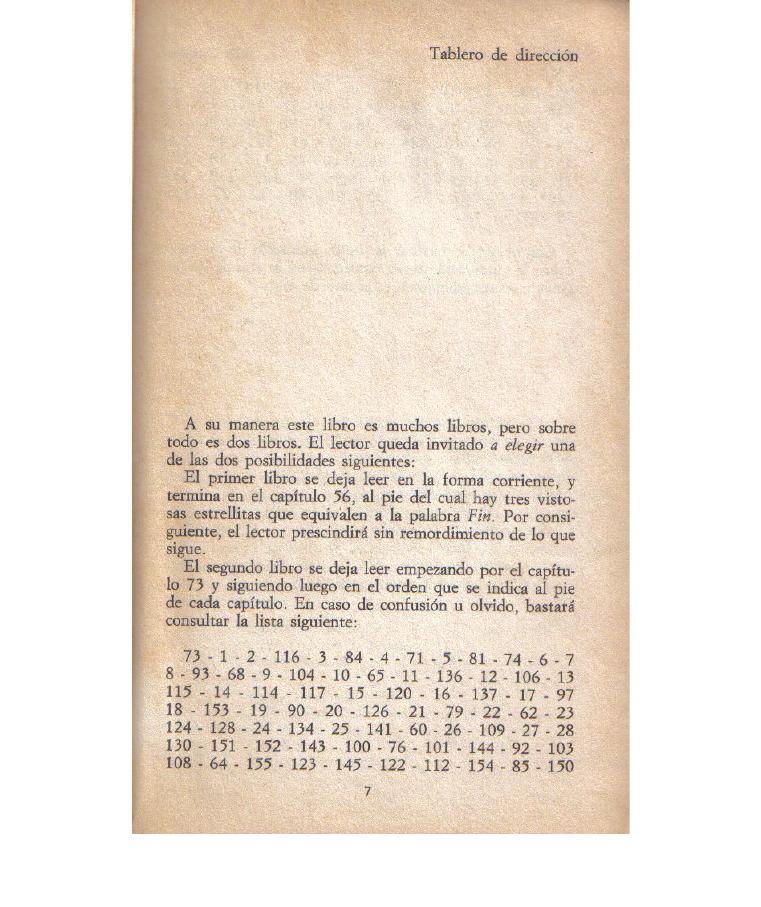 Tablero de dirección
A su manera este libro es muchos libros, pero sobre
todo es dos libros. El lector queda invitado a elegir una
de las dos posibilidades siguientes:
El primer libro se deja leer en la forma corriente, y
termina en el capítulo 56, al pie del cual hay tres visto-
sas estrellitas que equivalen a la palabra Fin. Por consi-
guiente, el lector prescindirá sin remordimiento de lo que
sigue.
El segundo libro se deja leer empezando por el capítu-
lo 73 y siguiendo luego en el orden que se indica al pie
de cada capítulo. En caso de confusión u olvido, bastará
consultar la lista siguiente:
73 - 1 - 2 - 116 - 3 - 84 - 4 - 71 - 5 - 81 - 74 - 6 - 7
8 - 93 - 68 - 9 - 104 - 10 - 65 - 11 - 136 - 12 - 106 - 13
115 - 14 - 114 - 117 - 15 - 120 - 16 - 137 - 17 - 97
18 - 153 - 19 - 90 - 20 - 126 - 21 - 79 - 22 - 62 - 23
124 - 128 - 24 - 134 - 25 - 141 - 60 - 26 - 109 - 27 - 28
130 - 151 - 152 - 143 - 100 - 76 - 101 - 144 - 92 - 103
108 - 64 - 155 - 123 - 145 - 122 - 112 - 154 - 85 - 150
7